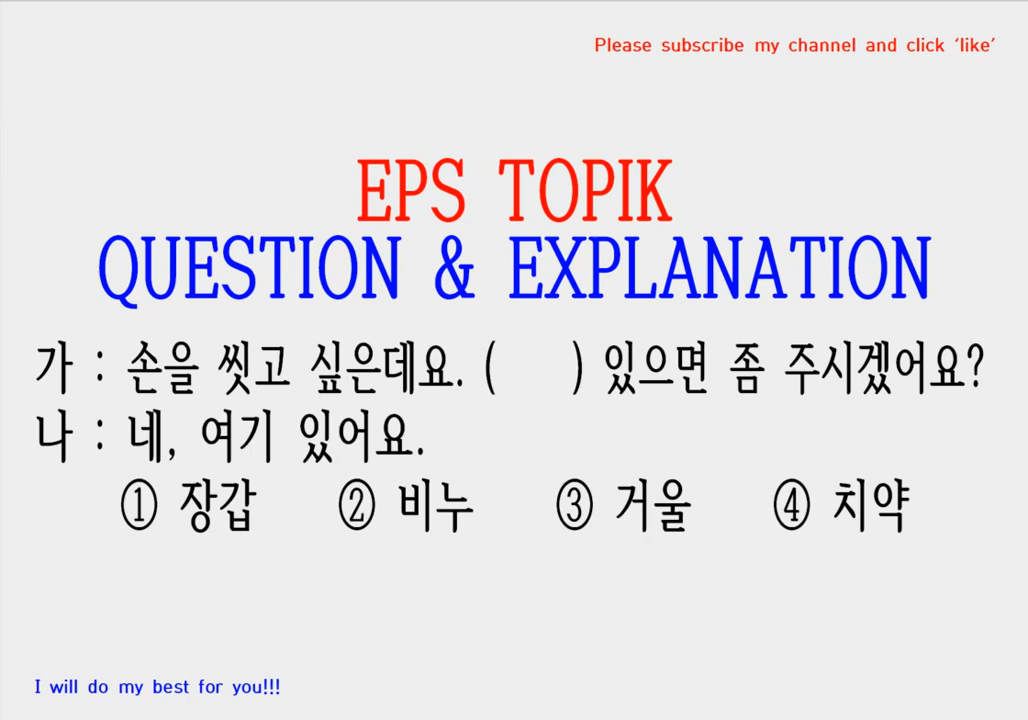 Please subscribe my channel and click ‘like’
EPS TOPIK
QUESTION & EXPLANATION
가 : 손을 씻고 싶은데요. (    ) 있으면 좀 주시겠어요?
나 : 네, 여기 있어요.
① 장갑 ② 비누 ③ 거울 ④ 치약
I will do my best for you!!!